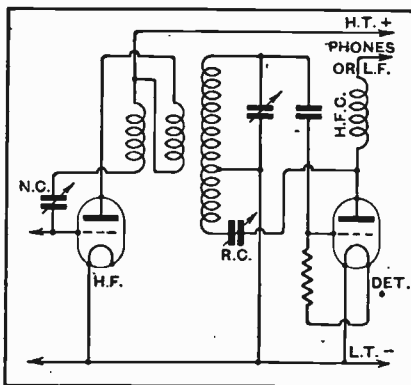 H.T.+
PHONES
OR L.F.
H.F.C.
N.C.
R.C.
H.F.
DET.
L.T.-